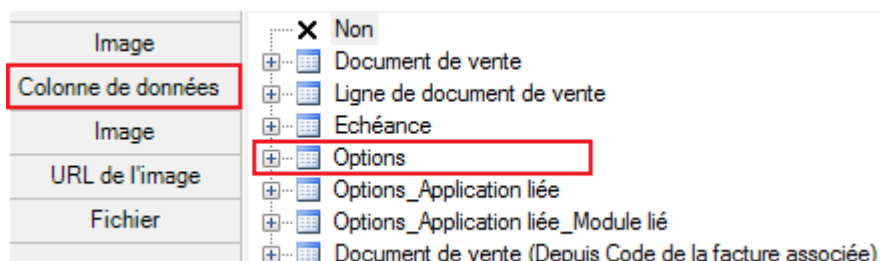 Image
Colonne de données
Image
URL de l'image
Fichier
Non
Document de vente
Ligne de document de vente
Echéance
Options
Options_Application liée
Options_Application liée_Module lié
Document de vente (Depuis Code de la facture associée)